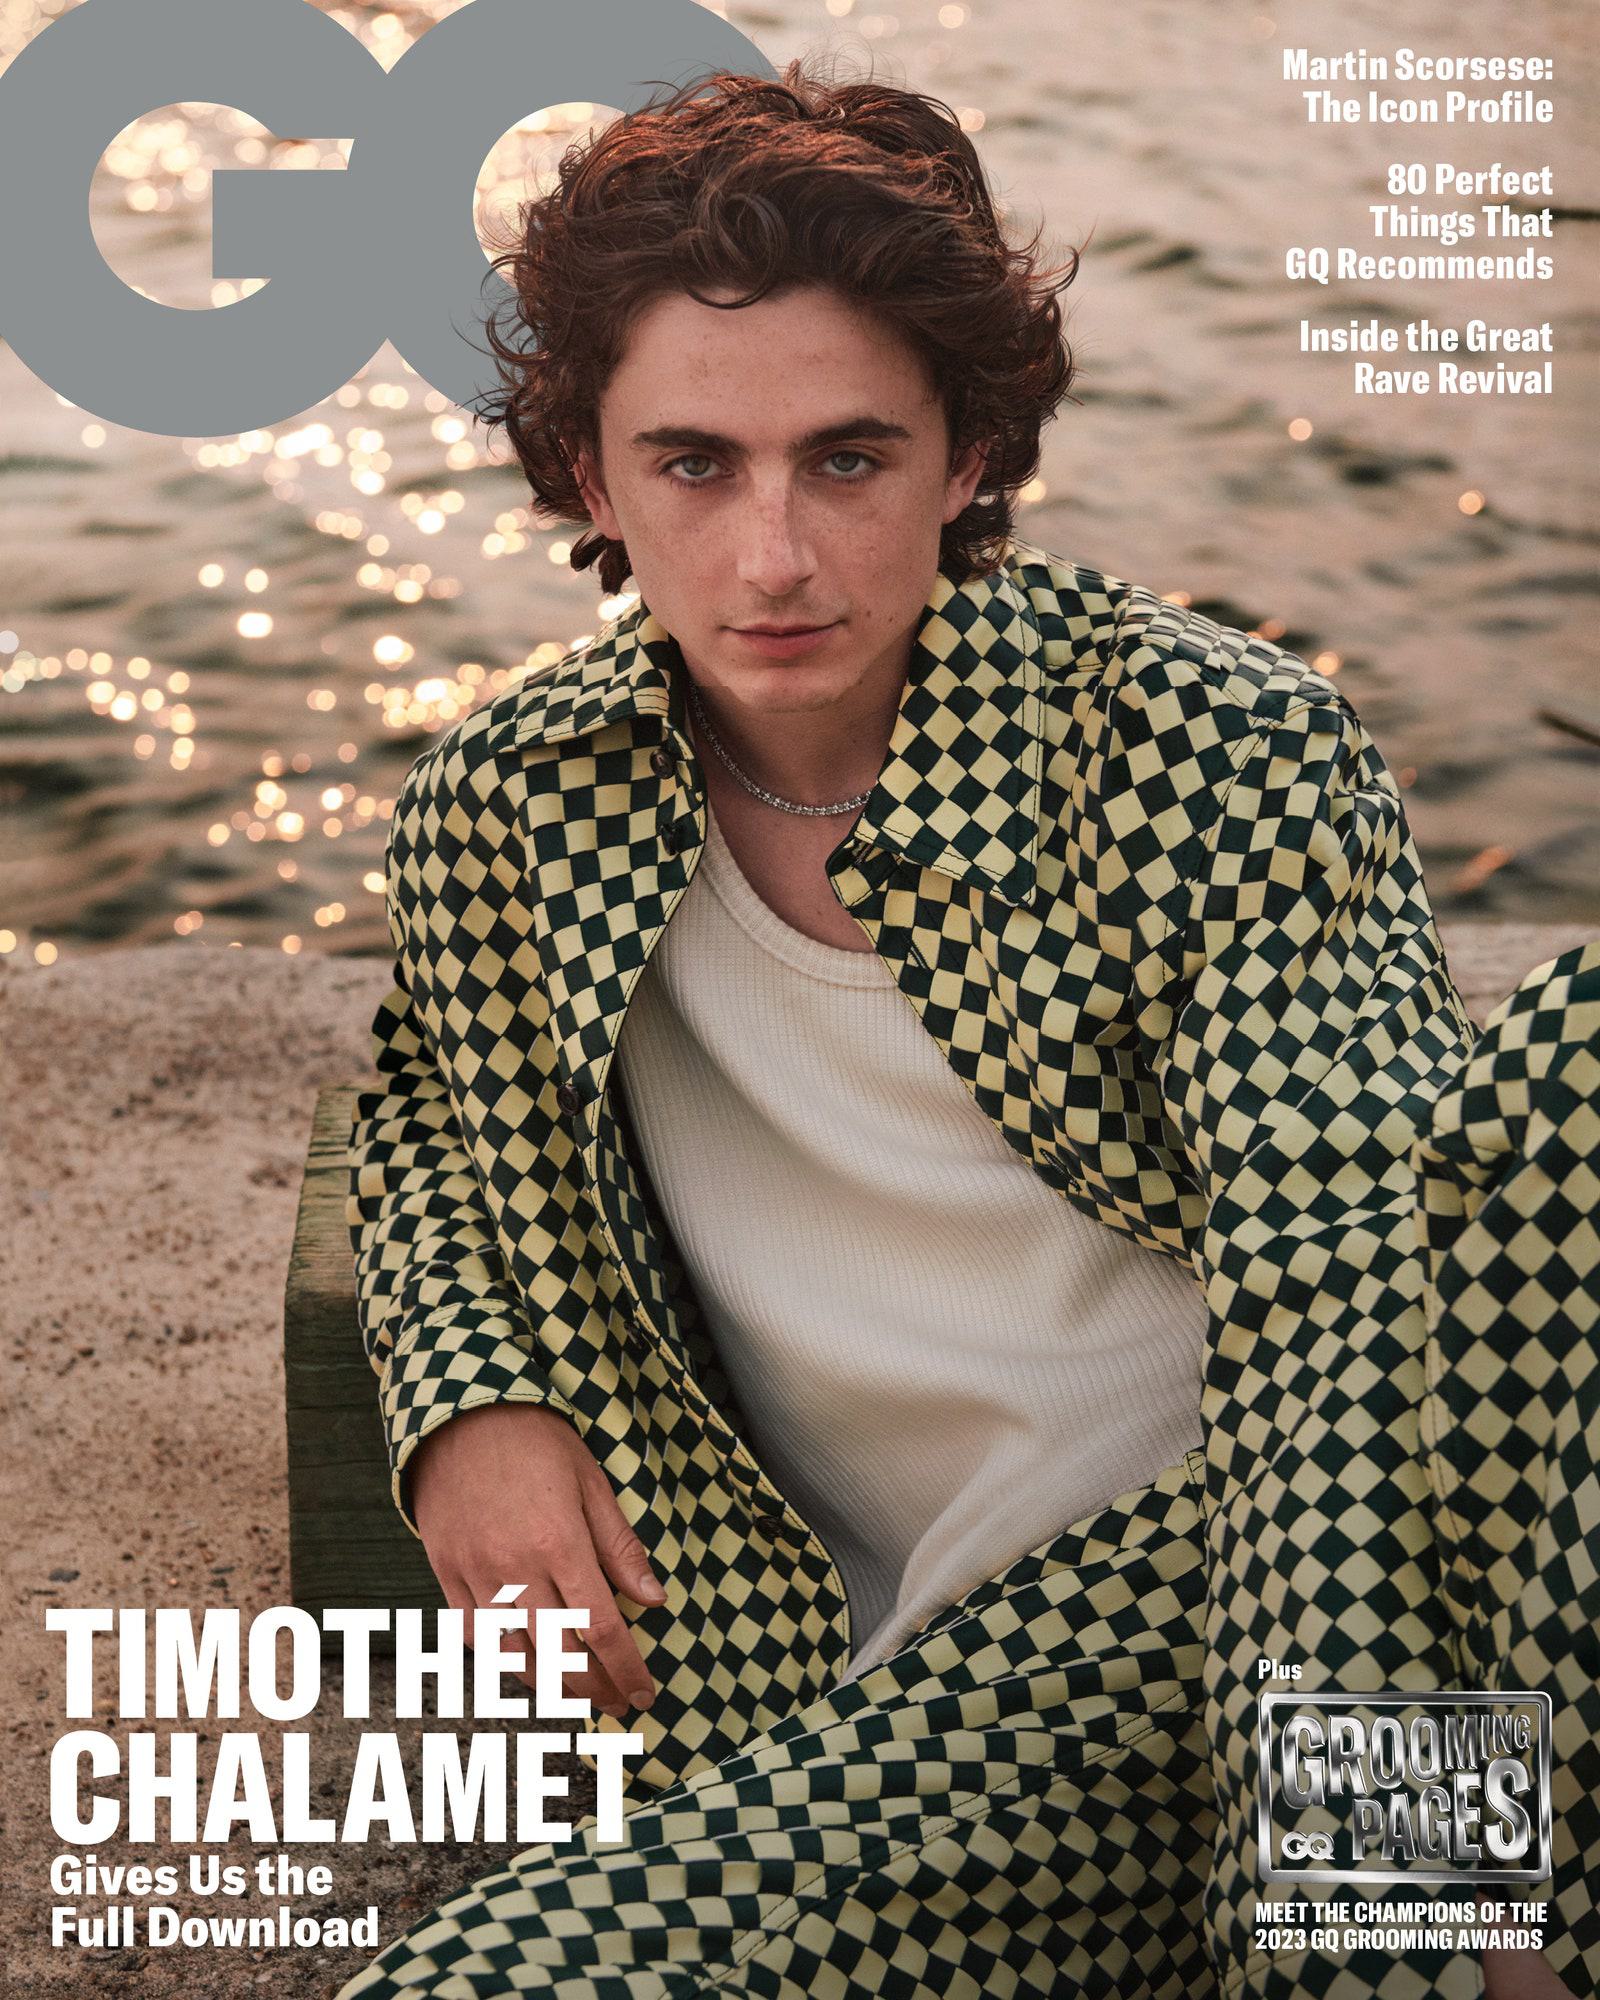 GQ
Martin Scorsese:
The Icon Profile
80 Perfect
Things That
GQ Recommends
Inside the Great
Rave Revival
TIMOTHÉE
CHALAMET
Gives Us the
Full Download
Plus
GROOMING
PAGES
GQ
MEET THE CHAMPIONS OF THE
2023 GQ GROOMING AWARDS